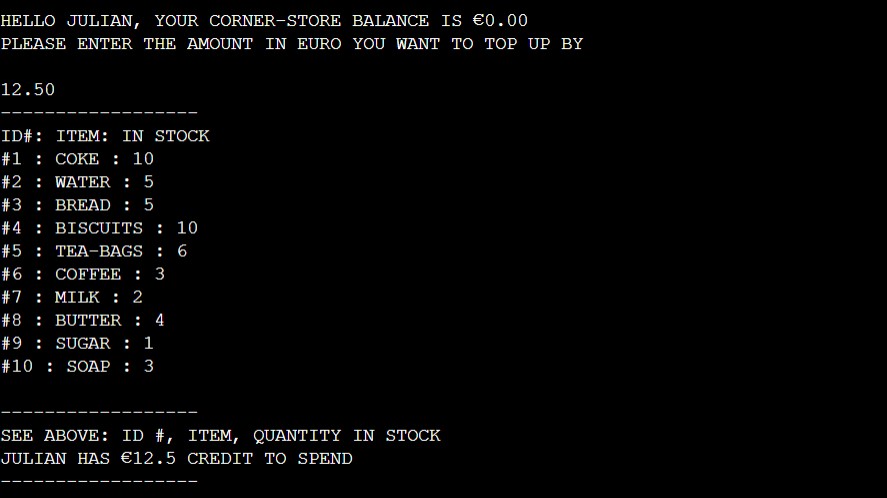 HELLO JULIAN, YOUR CORNER-STORE BALANCE IS €0.00
PLEASE ENTER THE AMOUNT IN EURO YOU WANT TO TOP UP BY
12.50
------------------
ID#: ITEM: IN STOCK
#1 : COKE : 10
#2 : WATER : 5
#3 : BREAD : 5
#4 : BISCUITS : 10
#5 : TEA-BAGS : 6
#6 : COFFEE : 3
#7 : MILK : 2
#8 : BUTTER : 4
#9 : SUGAR : 1
#10 : SOAP : 3
------------------
SEE ABOVE: ID #, ITEM, QUANTITY IN STOCK
JULIAN HAS €12.5 CREDIT TO SPEND
------------------